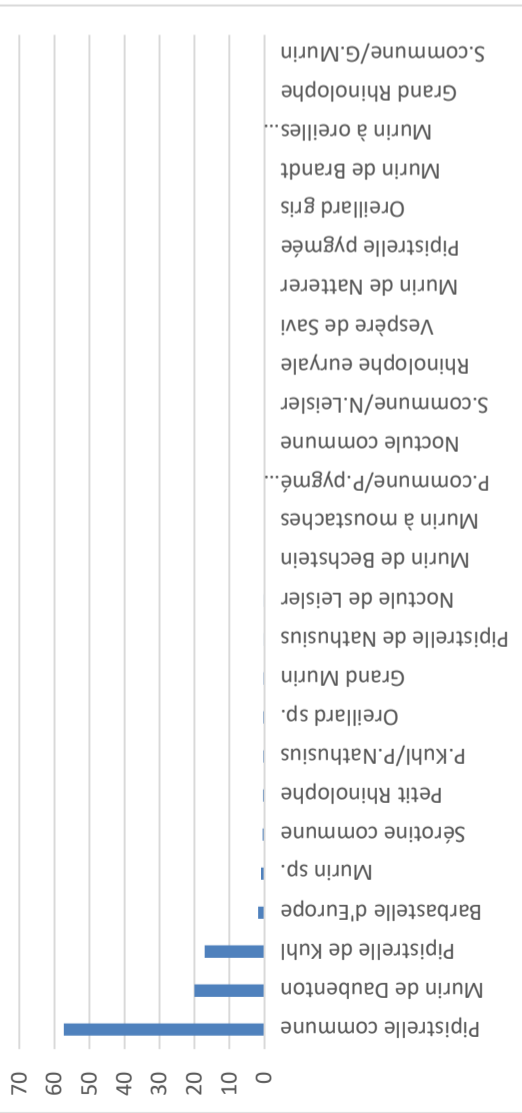 S.commune/G.Murin
Grand Rhinolophe
Murin à oreilles...
Murin de Brandt
Oreillard gris
Pipistrelle pygmée
Murin de Natterer
Vespère de Savi
Rhinolophe euryale
S.commune/N.Leisler
Noctule commune
P.commune/P.pygmé...
Murin à moustaches
Murin de Bechstein
Noctule de Leisler
Pipistrelle de Nathusius
Grand Murin
Oreillard sp.
P.Kuhl/P.Nathusius
Petit Rhinolophe
Sérotine commune
Murin sp.
Barbastelle d'Europe
Pipistrelle de Kuhl
Murin de Daubenton
Pipistrelle commune
70
60
50
40
30
20
10
0